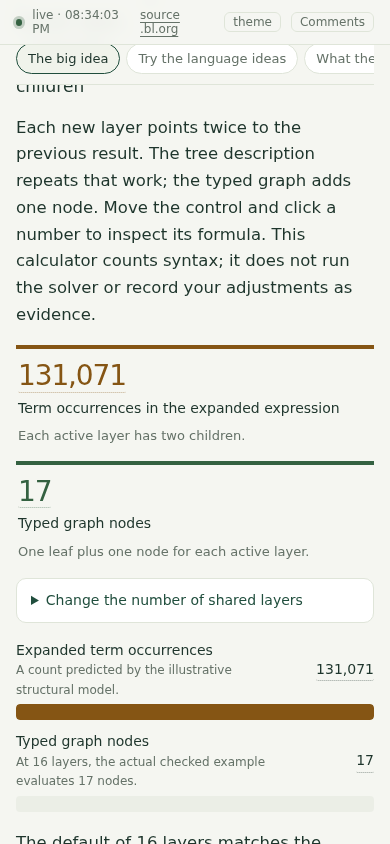 live · 08:34:03
PM
source
.bl.org
theme
Comments
The big idea
Try the language ideas
What the
children
Each new layer points twice to the
previous result. The tree description
repeats that work; the typed graph adds
one node. Move the control and click a
number to inspect its formula. This
calculator counts syntax; it does not run
the solver or record your adjustments as
evidence.
131,071
Term occurrences in the expanded expression
Each active layer has two children.
17
Typed graph nodes
One leaf plus one node for each active layer.
Change the number of shared layers
Expanded term occurrences
A count predicted by the illustrative
structural model.
131,071
Typed graph nodes
At 16 layers, the actual checked example
evaluates 17 nodes.
17
The default of 16 layers matches the